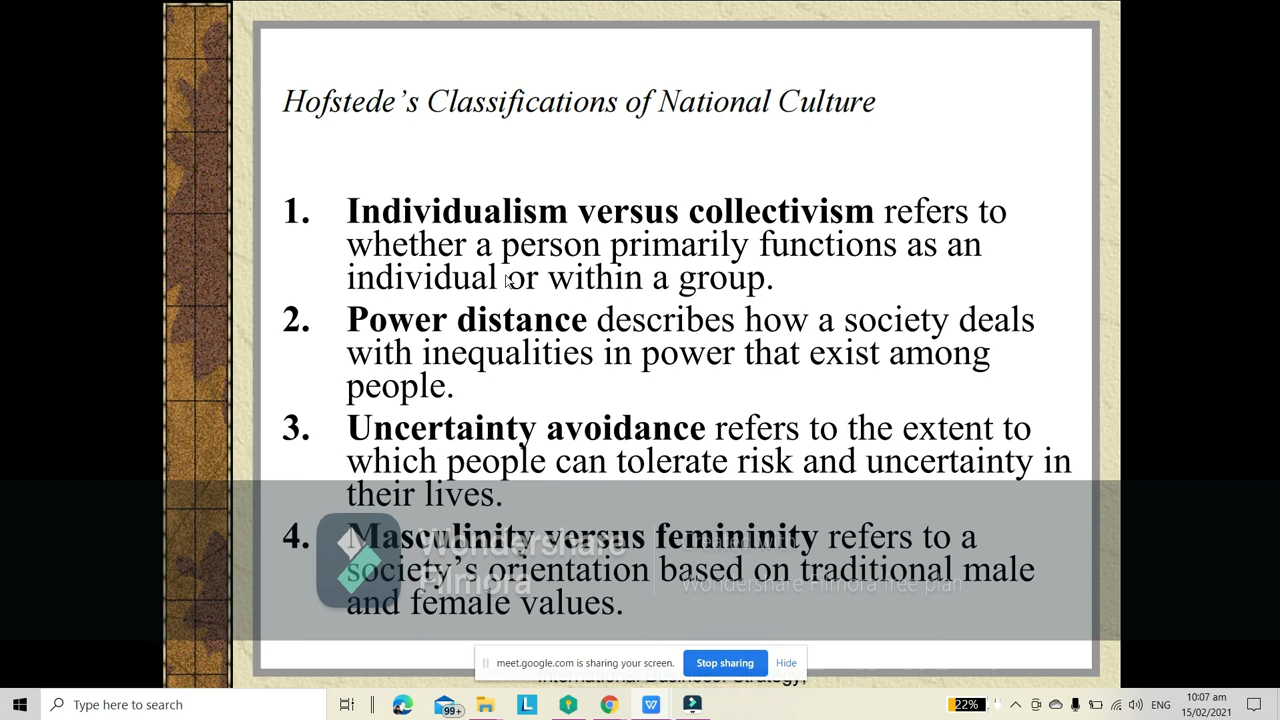 Hofstede's Classifications of National Culture
1. Individualism versus collectivism refers to
whether a person primarily functions as an
individual or within a group.
2. Power distance describes how a society deals
with inequalities in power that exist among
people.
3. Uncertainty avoidance refers to the extent to
which people can tolerate risk and uncertainty in
their lives.
4. Masculinity versus femininity refers to a
society's orientation based on traditional male
and female values.
Wondershare
Filmora
Created with
Wondershare Filmora free plan
meet.google.com is sharing your screen. Stop sharing Hide
International Business: Strategy,
Type here to search
99+
22%
ENG
10:07 am
15/02/2021